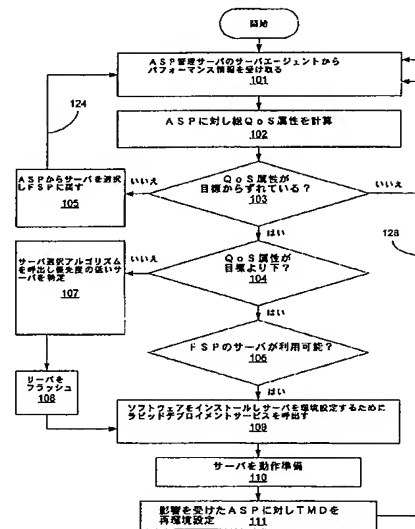 開始
ASP管理サーバのサーバエージェントから
パフォーマンス情報を受け取る
101
124
ASPに対し総QoS属性を計算
102
QoS属性が
目標からずれている?
103
いいえ
いいえ
ASPからサーバを選択
しFSPに戻す
105
はい
128
QoS属性が
目標より下?
104
いいえ
サーバ選択アルゴリズム
を呼出し優先度の低いサ
ーバを特定
107
はい
FSPのサーバが利用可能?
106
はい
サーバを
フラッシュ
108
ソフトウェアをインストールしサーバを環境設定するために
ラピッドデプロイメントサービスを呼出す
109
サーバを動作準備
110
影響を受けたASPに対しTMDを
再環境設定
111